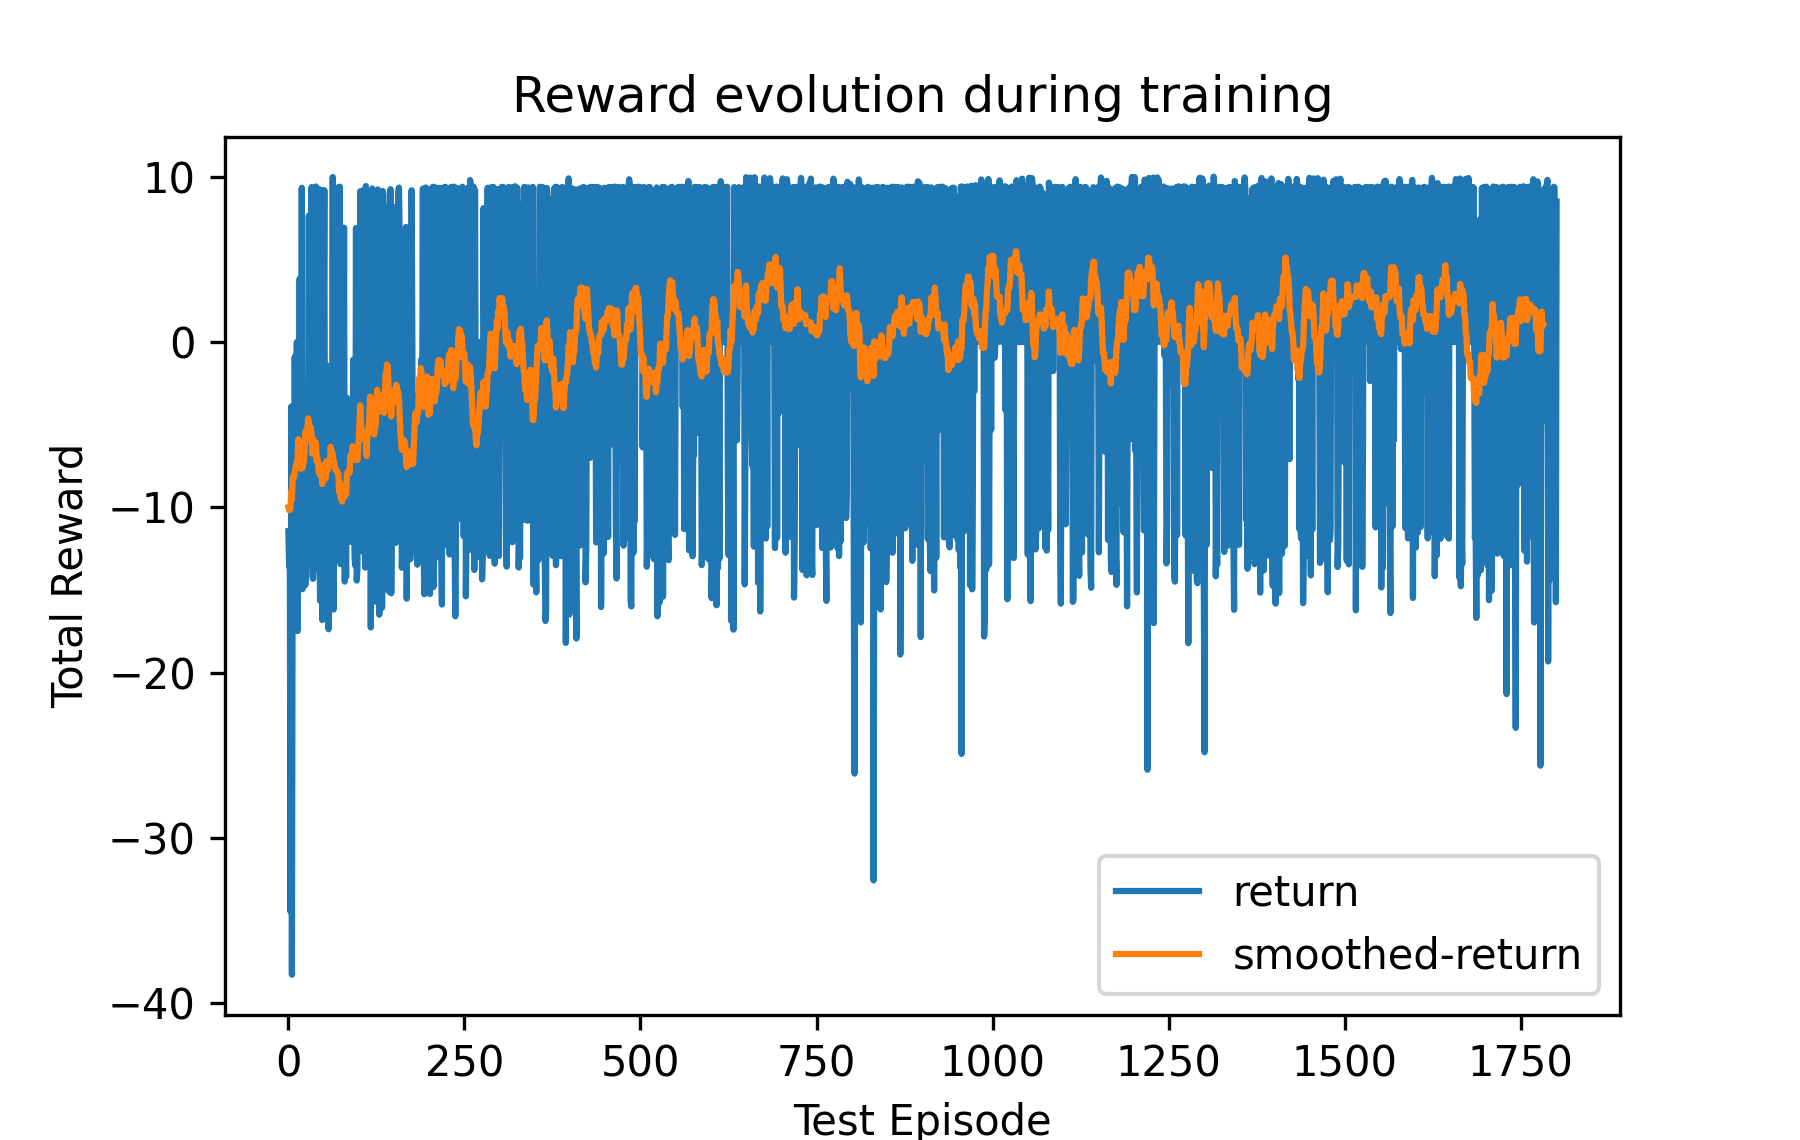 Reward evolution during training
10
0
−10
−20
−30
−40
Total Reward
return
smoothed-return
0 250 500 750 1000 1250 1500 1750
Test Episode